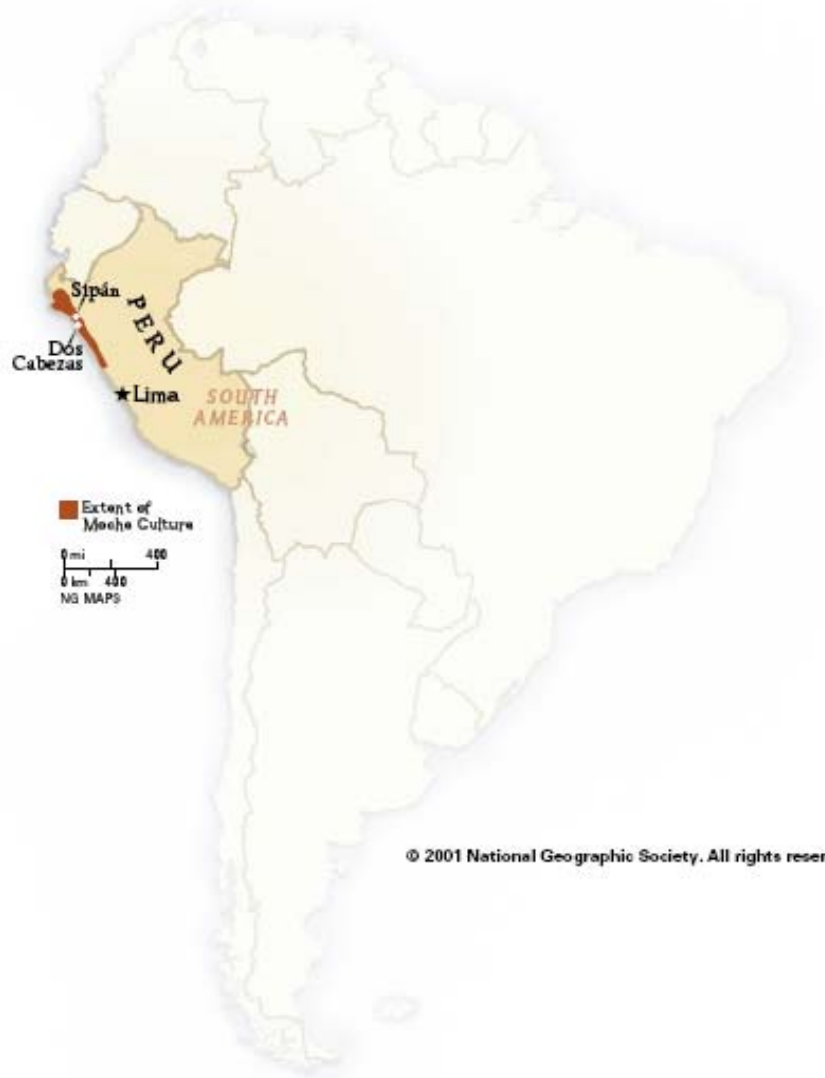 Sipán
PERU
Dós
Cabezas
Lima
SOUTH
AMERICA
Extent of
Moche Culture
0 mi 400
0 km 400
NG MAPS
© 2001 National Geographic Society. All rights reser